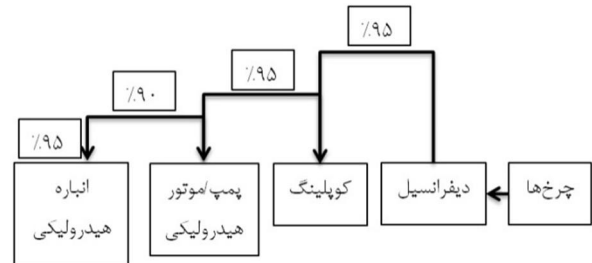 ٪۹۵
٪۹۵
٪۹۰
٪۹۵
چرخ‌ها
دیفرانسیل
کوپلینگ
پمپ/موتور
هیدرولیکی
انباره
هیدرولیکی